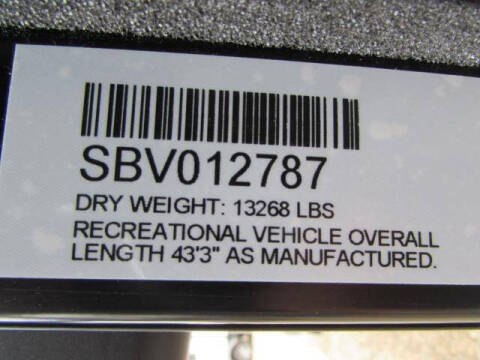 SBV012787
DRY WEIGHT: 13268 LBS
RECREATIONAL VEHICLE OVERALL
LENGTH 43'3" AS MANUFACTURED.